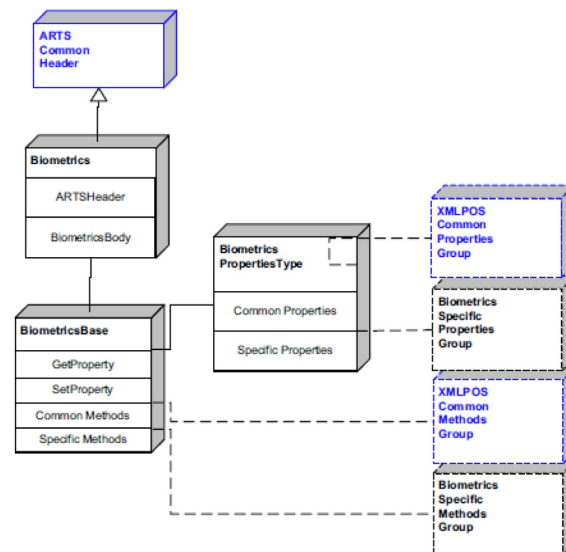 ARTS
Common
Header
Biometrics
ARTSHeader
BiometricsBody
BiometricsBase
GetProperty
SetProperty
Common Methods
Specific Methods
Biometrics
PropertiesType
Common Properties
Specific Properties
XMLPOS
Common
Properties
Group
Biometrics
Specific
Properties
Group
XMLPOS
Common
Methods
Group
Biometrics
Specific
Methods
Group